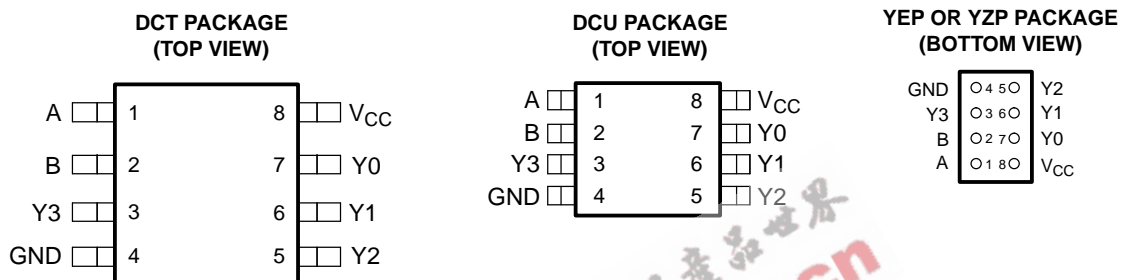 DCT PACKAGE
(TOP VIEW)
A 1 8 VCC
B 2 7 Y0
Y3 3 6 Y1
GND 4 5 Y2
DCU PACKAGE
(TOP VIEW)
A 1 8 VCC
B 2 7 Y0
Y3 3 6 Y1
GND 4 5 Y2
YEP OR YZP PACKAGE
(BOTTOM VIEW)
GND 4 5 Y2
Y3 3 6 Y1
B 2 7 Y0
A 1 8 VCC